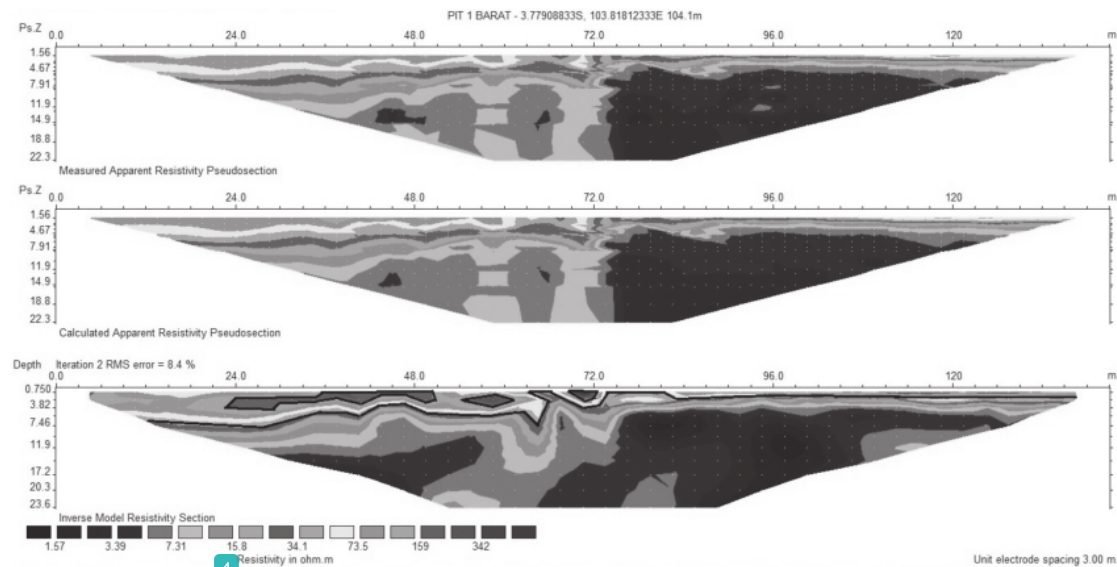 PIT 1 BARAT - 3.77908833S, 103.81812333E 104.1m
Ps.Z
0.0 24.0 48.0 72.0 96.0 120 m
1.56
4.67
7.91
11.9
14.9
18.8
22.3
Measured Apparent Resistivity Pseudosection
Ps.Z
0.0 24.0 48.0 72.0 96.0 120 m
1.56
4.67
7.91
11.9
14.9
18.8
22.3
Calculated Apparent Resistivity Pseudosection
Depth Iteration 2 RMS error = 8.4 %
0.0 24.0 48.0 72.0 96.0 120 m
0.750
3.82
7.46
11.9
17.2
20.3
23.6
Inverse Model Resistivity Section
1.57 3.39 7.31 15.8 34.1 73.5 159 342
Resistivity in ohm.m
Unit electrode spacing 3.00 m